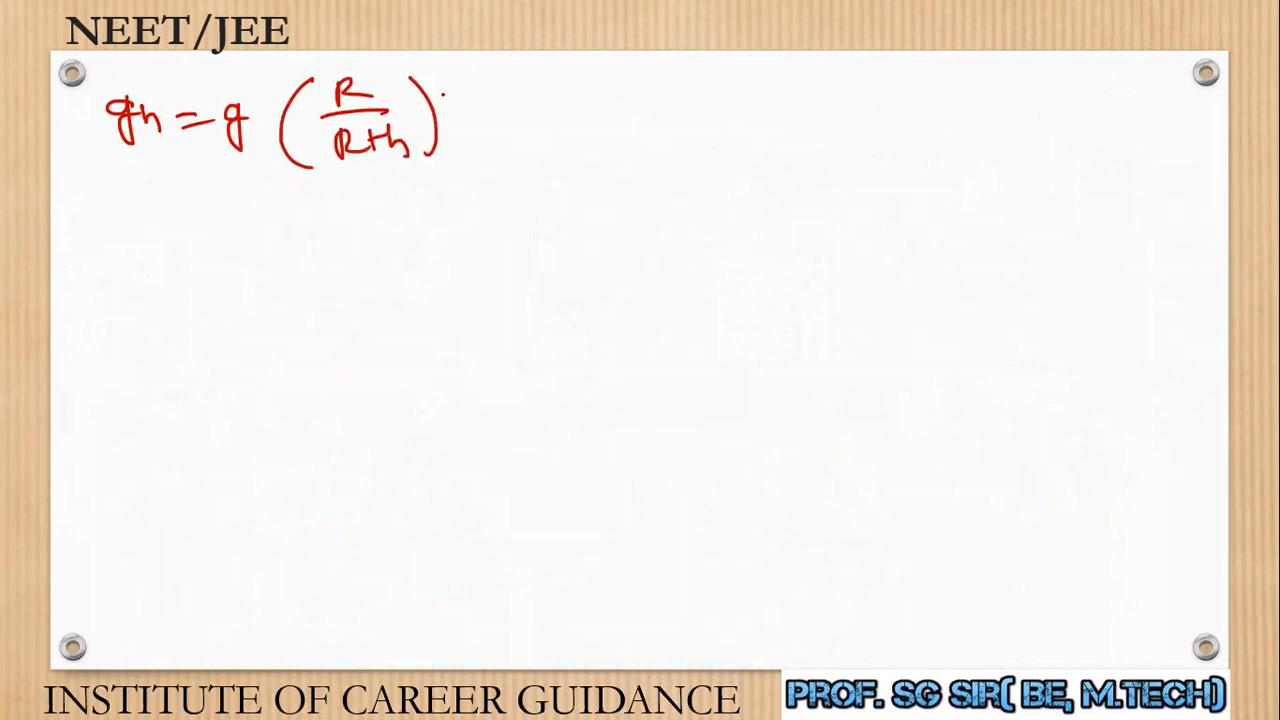 NEET/JEE
gh = g (R/R+h)
INSTITUTE OF CAREER GUIDANCE
PROF. SG SIR( BE, M.TECH)